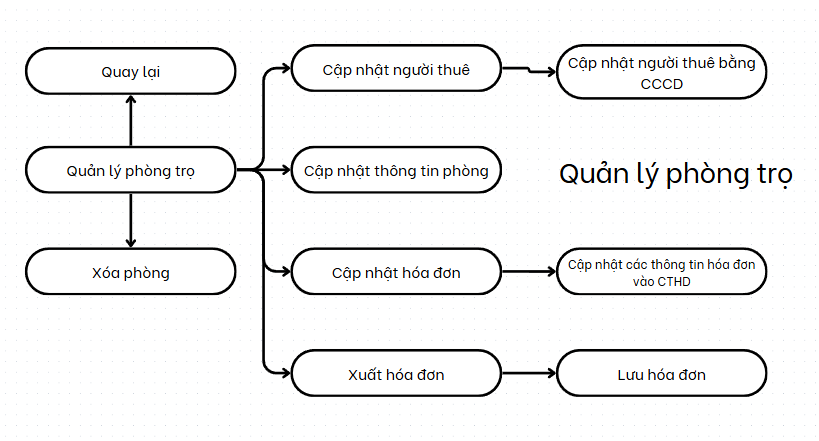 Quay lại
Cập nhật người thuê
Cập nhật người thuê bằng
CCCD
Quản lý phòng trọ
Cập nhật thông tin phòng
Quản lý phòng trọ
Xóa phòng
Cập nhật hóa đơn
Cập nhật các thông tin hóa đơn
vào CTHD
Xuất hóa đơn
Lưu hóa đơn